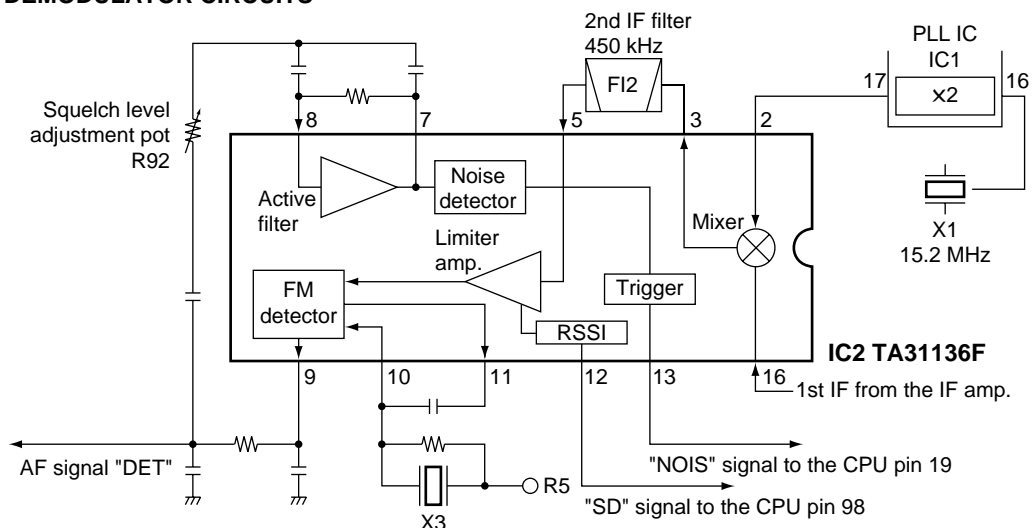 DEMODULATOR CIRCUITS
2nd IF filter
450 kHz
FI2
PLL IC
IC1
×2
17
16
X1
15.2 MHz
Squelch level
adjustment pot
R92
8
7
5
3
2
Active
filter
Noise
detector
Mixer
Limiter
amp.
FM
detector
Trigger
RSSI
IC2 TA31136F
9
10
11
12
13
16
1st IF from the IF amp.
AF signal "DET"
"NOIS" signal to the CPU pin 19
R5
"SD" signal to the CPU pin 98
X3